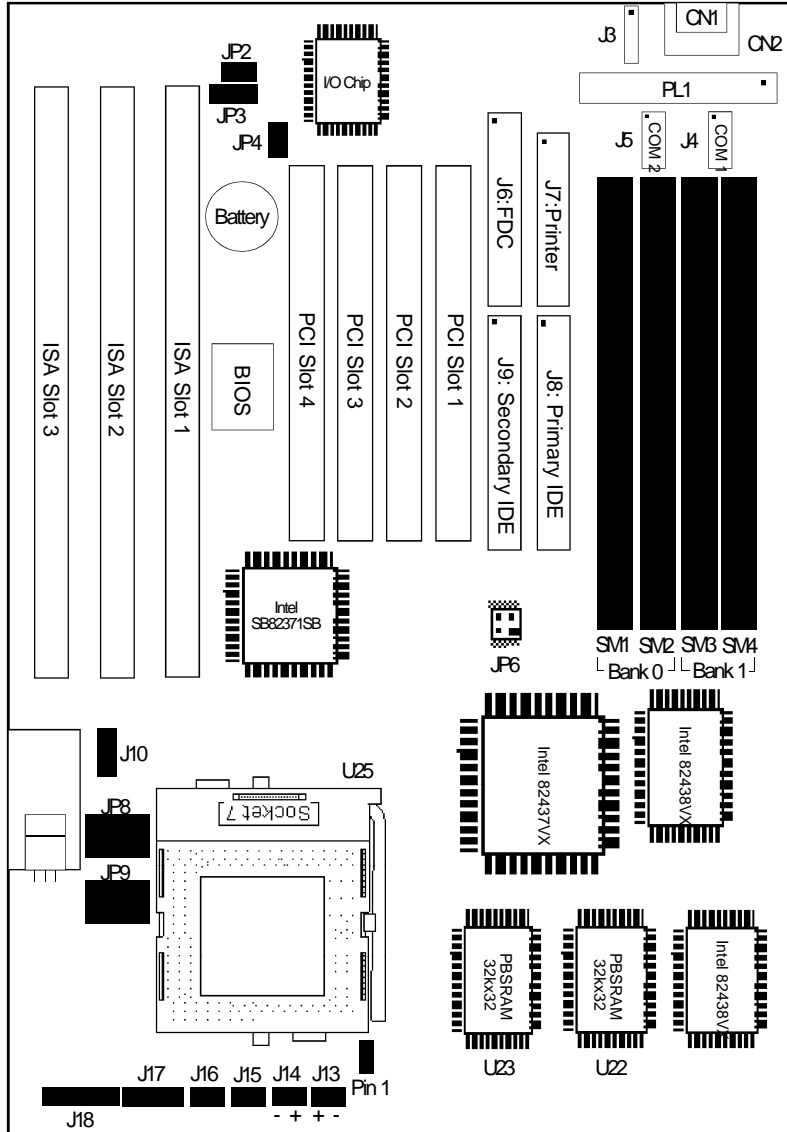 CN1
J3
CN2
JP2
I/O Chip
PL1
JP3
JP4
J5
COM 2
J4
COM 1
Battery
J6:FDC
J7:Printer
ISA Slot 3
ISA Slot 2
ISA Slot 1
BIOS
PCI Slot 4
PCI Slot 3
PCI Slot 2
PCI Slot 1
J9: Secondary IDE
J8: Primary IDE
Intel
SB82371SB
JP6
SM1 SM2 SM3 SM4
Bank 0 Bank 1
J10
U25
Socket 7
JP8
JP9
Intel 82437VX
Intel 82438VX
PBSRAM
32kx32
PBSRAM
32kx32
Intel 82438VX
U23
U22
J18
J17
J16
J15
J14
J13
Pin 1
- + + -